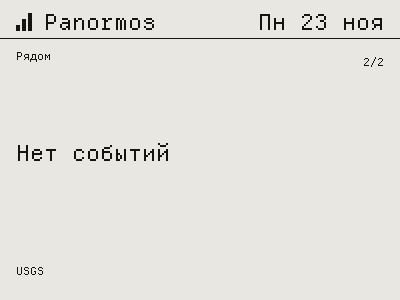 Panormos Пн 23 ноя
Рядом
2/2
Нет событий
USGS